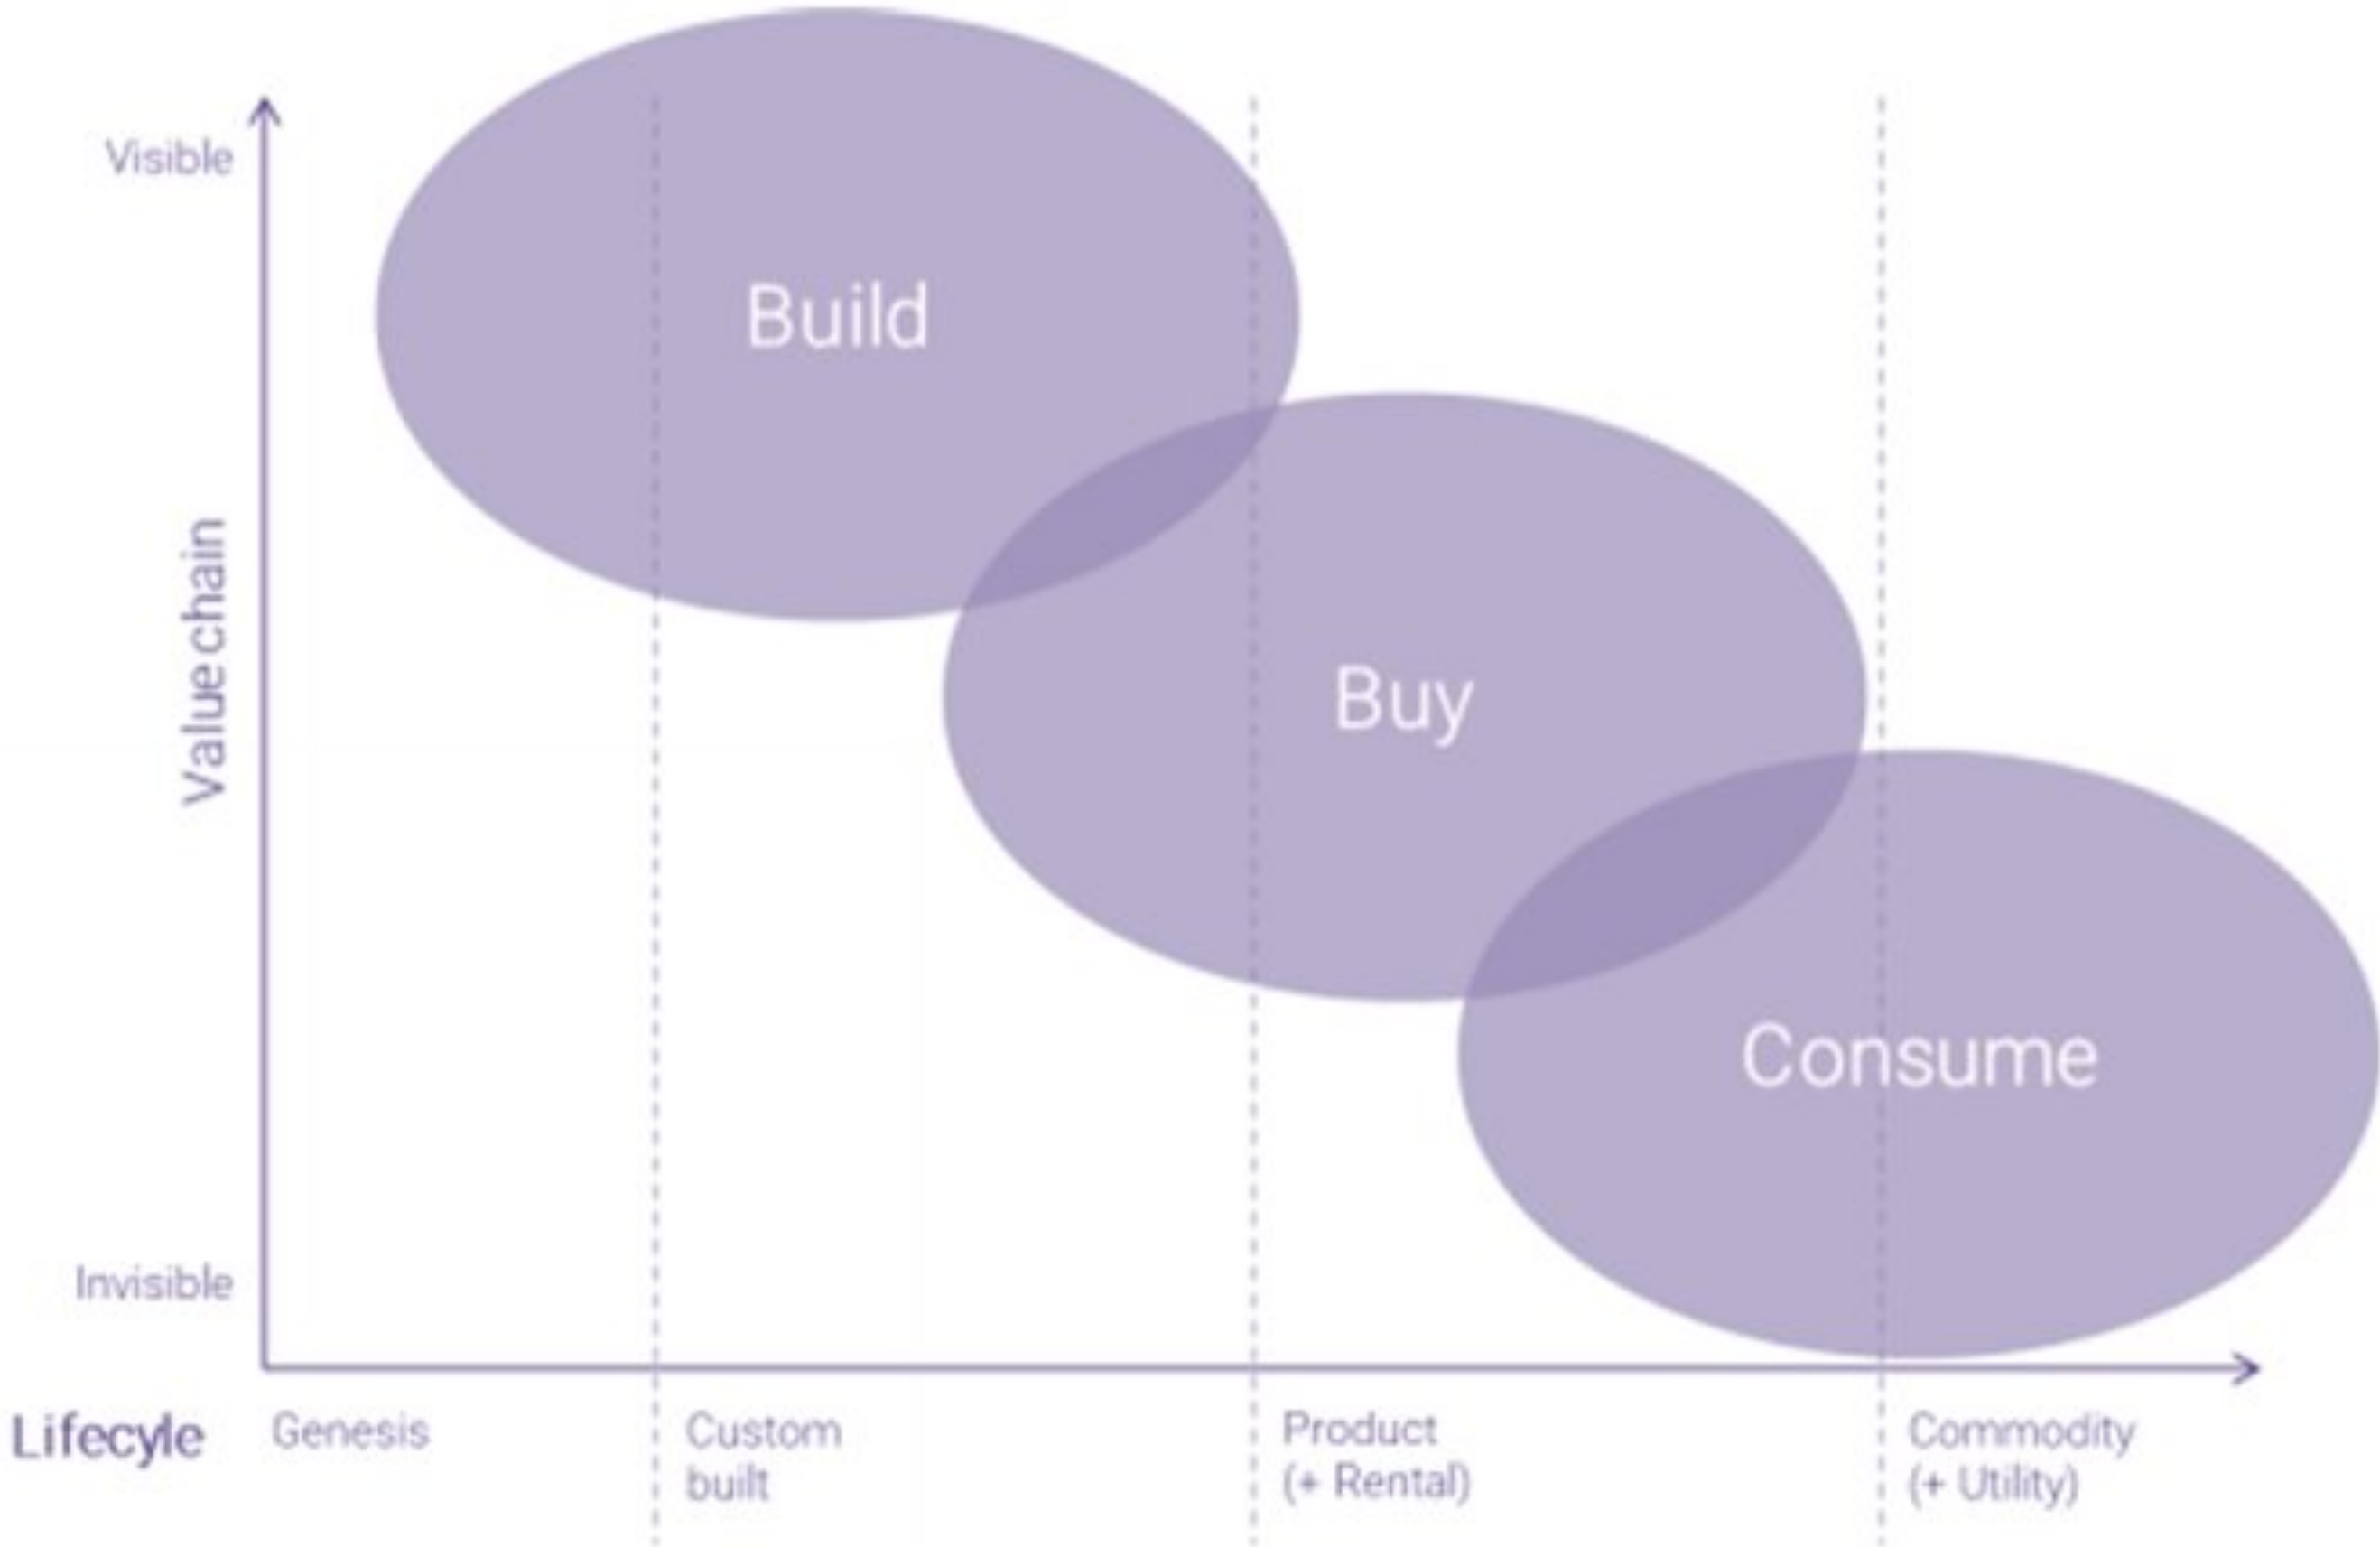 Visible
Build
Value chain
Buy
Consume
Invisible
Lifecyle
Genesis
Custom
built
Product
(+ Rental)
Commodity
(+ Utility)